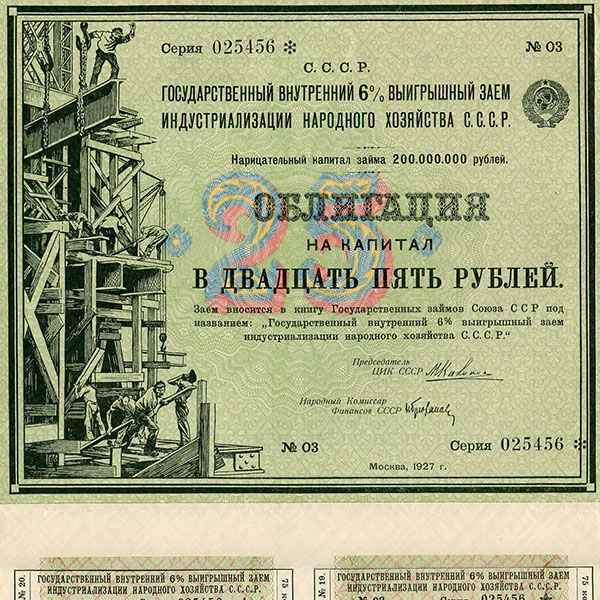 Серия 025456 * № 03
С. С. С. Р.
ГОСУДАРСТВЕННЫЙ ВНУТРЕННИЙ 6% ВЫИГРЫШНЫЙ ЗАЕМ
ИНДУСТРИАЛИЗАЦИИ НАРОДНОГО ХОЗЯЙСТВА С.С.С.Р.
Нарицательный капитал займа 200.000.000 рублей.
25
ОБЛИГАЦИЯ
НА КАПИТАЛ
В ДВАДЦАТЬ ПЯТЬ РУБЛЕЙ.
Заем вносится в книгу Государственных займов Союза ССР под
названием: „Государственный внутренний 6% выигрышный заем
индустриализации народного хозяйства С.С.С.Р.“
Председатель
ЦИК СССР
Народный Комиссар
Финансов СССР
№ 03 Серия 025456 *
Москва, 1927 г.
№ 20.
ГОСУДАРСТВЕННЫЙ ВНУТРЕННИЙ 6% ВЫИГРЫШНЫЙ ЗАЕМ
ИНДУСТРИАЛИЗАЦИИ НАРОДНОГО ХОЗЯЙСТВА С.С.С.Р.
75
№ 19.
ГОСУДАРСТВЕННЫЙ ВНУТРЕННИЙ 6% ВЫИГРЫШНЫЙ ЗАЕМ
ИНДУСТРИАЛИЗАЦИИ НАРОДНОГО ХОЗЯЙСТВА С.С.С.Р.
75